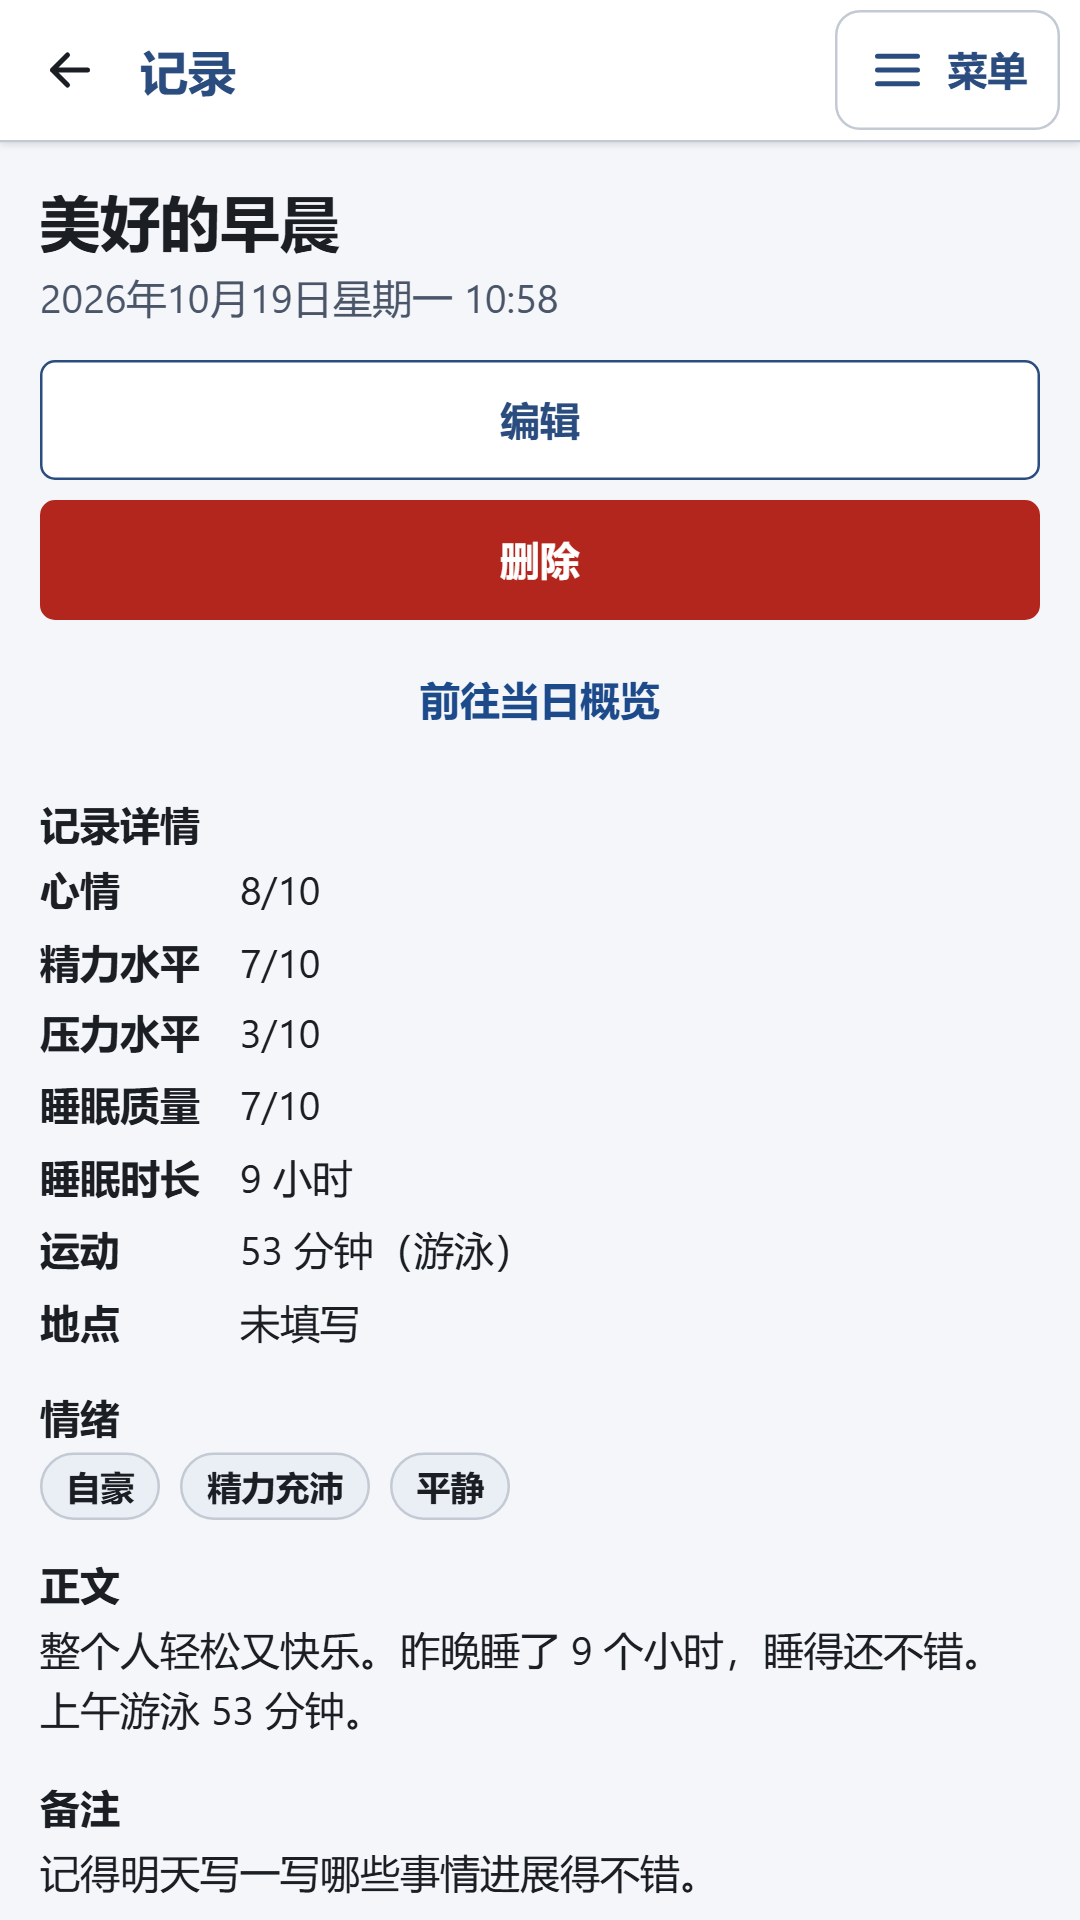 记录
菜单
美好的早晨
2026年10月19日星期一 10:58
编辑
删除
前往当日概览
记录详情
心情 8/10
精力水平 7/10
压力水平 3/10
睡眠质量 7/10
睡眠时长 9 小时
运动 53 分钟（游泳）
地点 未填写
情绪
自豪 精力充沛 平静
正文
整个人轻松又快乐。昨晚睡了 9 个小时，睡得还不错。
上午游泳 53 分钟。
备注
记得明天写一写哪些事情进展得不错。